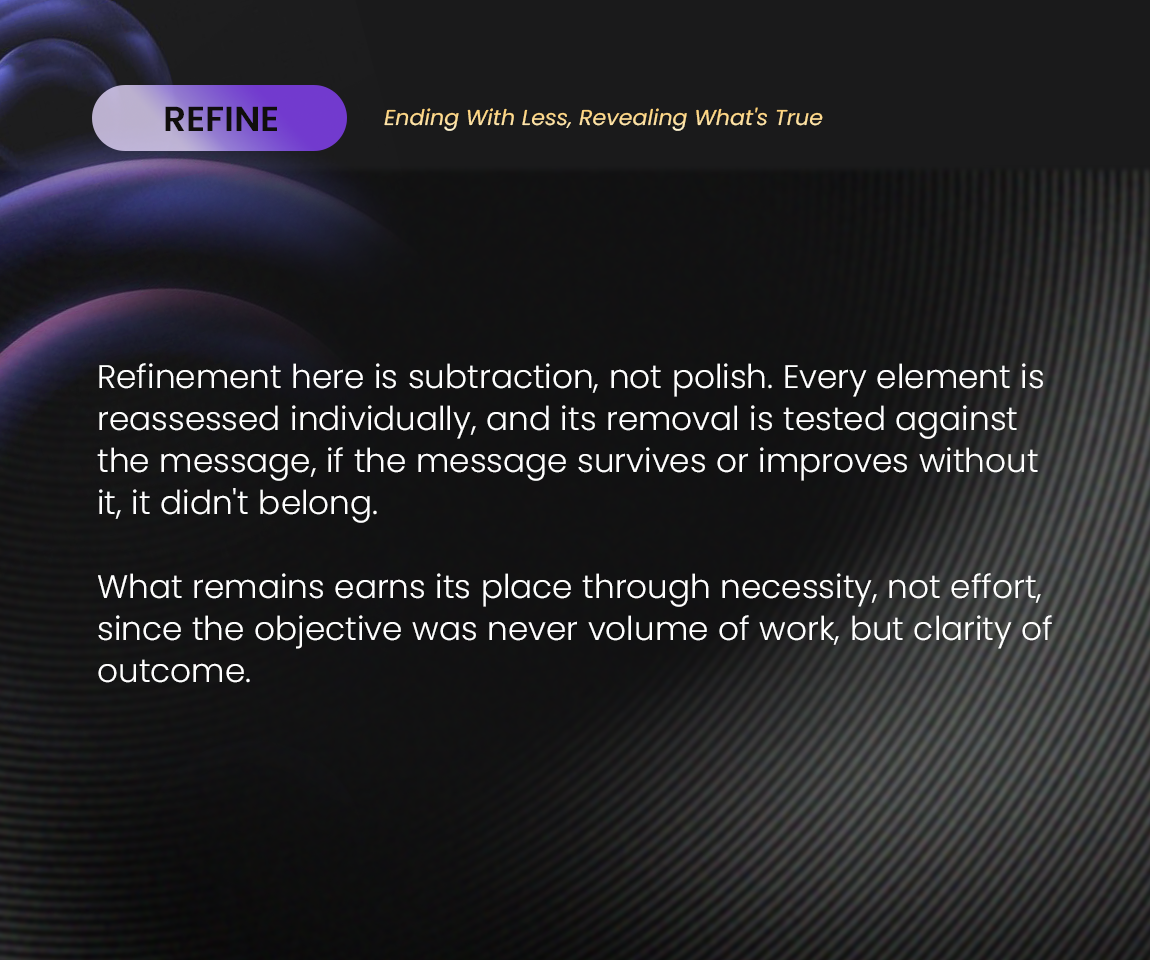 REFINE
Ending With Less, Revealing What's True
Refinement here is subtraction, not polish. Every element is
reassessed individually, and its removal is tested against
the message, if the message survives or improves without
it, it didn't belong.
What remains earns its place through necessity, not effort,
since the objective was never volume of work, but clarity of
outcome.